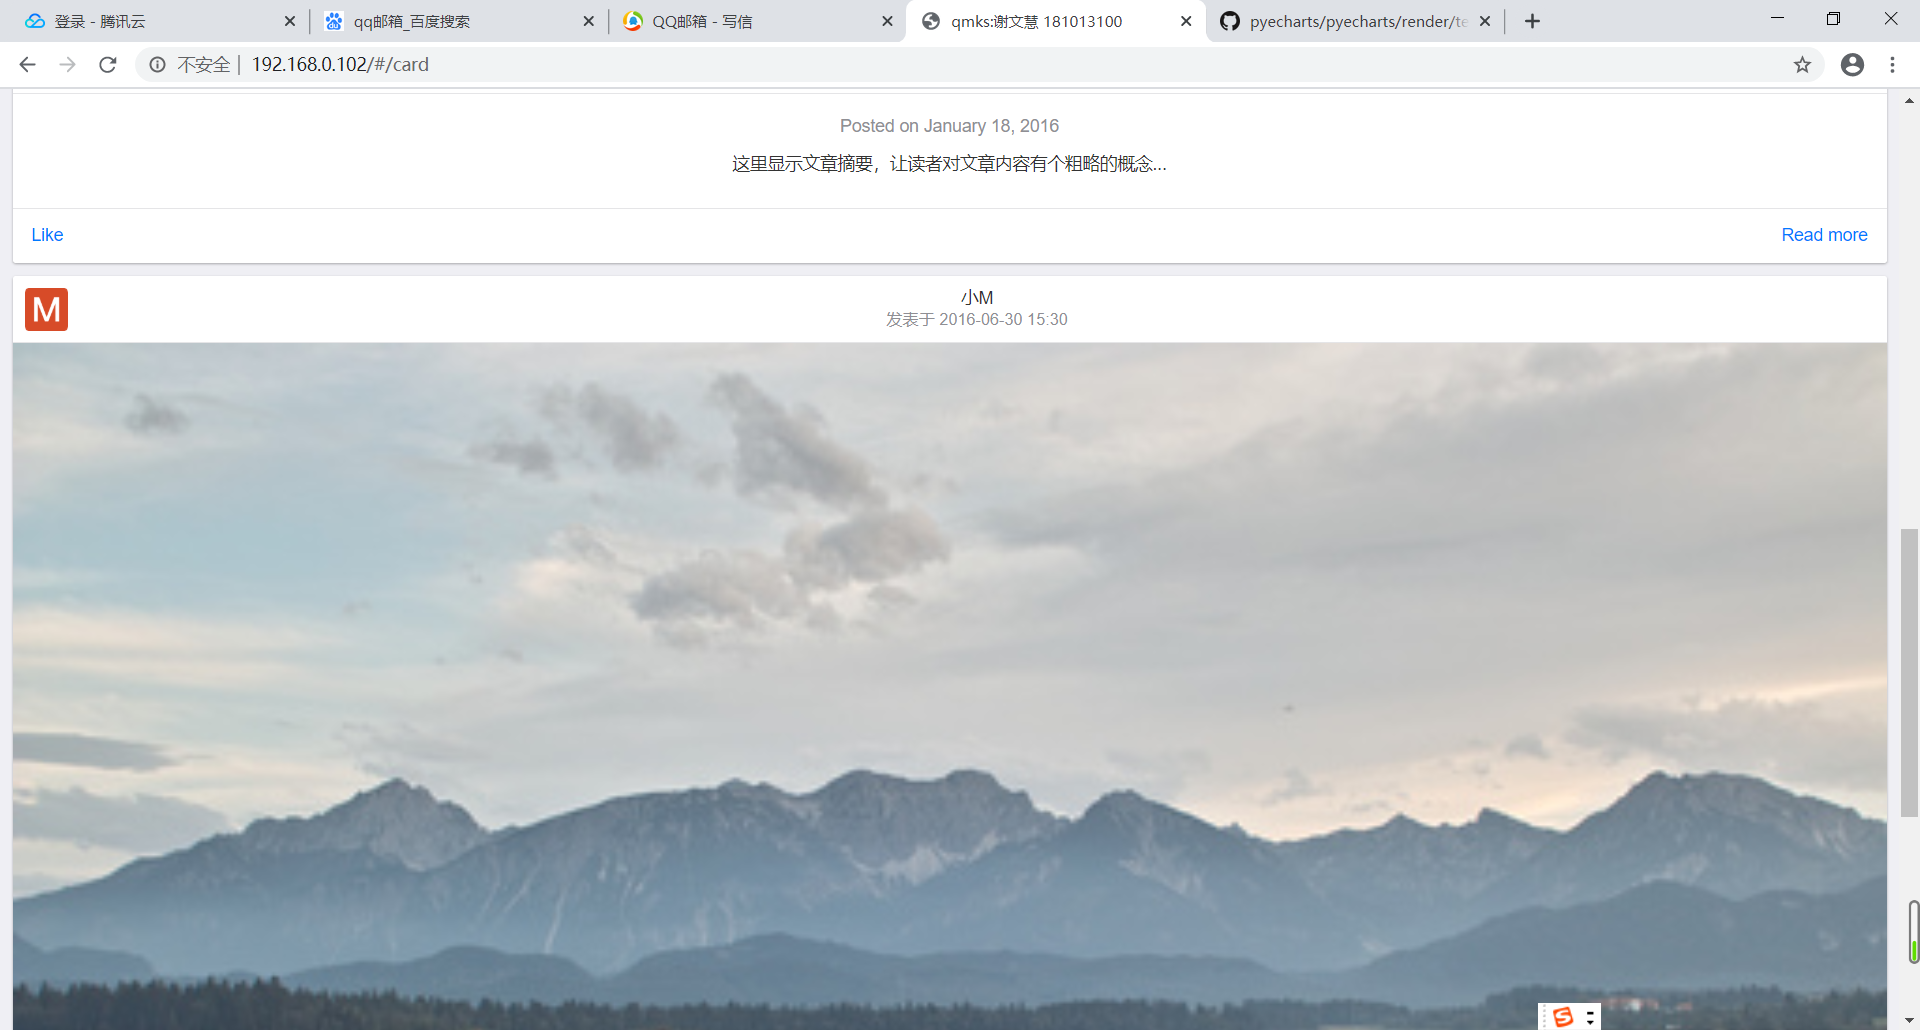 登录 - 腾讯云
qq邮箱_百度搜索
QQ邮箱 - 写信
qmks:谢文慧 181013100
pyecharts/pyecharts/render/te
不安全 | 192.168.0.102/#/card
Posted on January 18, 2016
这里显示文章摘要，让读者对文章内容有个粗略的概念...
Like
Read more
M
小M
发表于 2016-06-30 15:30